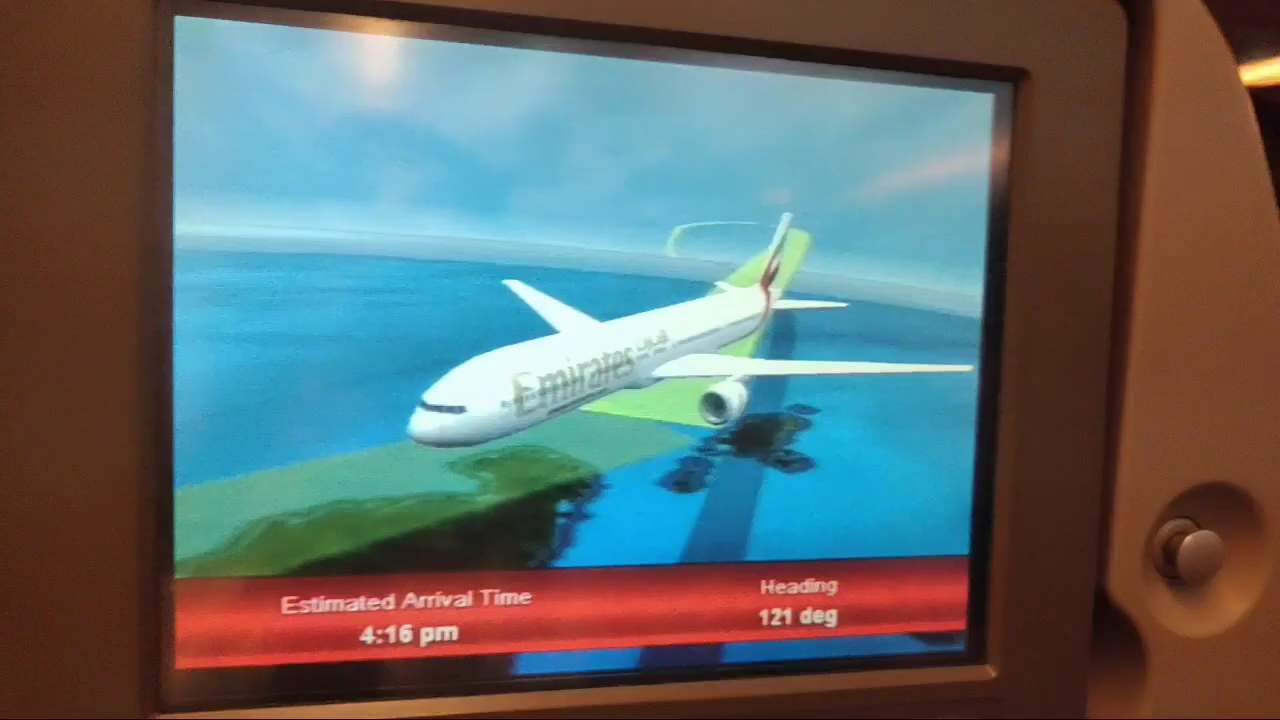 Emirates
Estimated Arrival Time
4:16 pm
Heading
121 deg